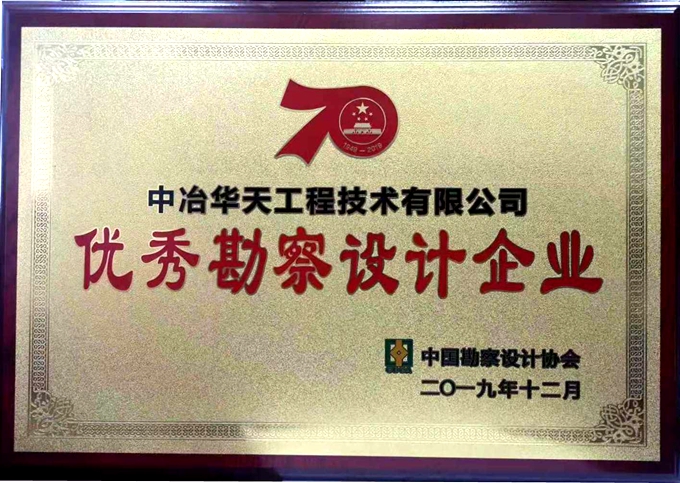 70
1949-2019
中冶华天工程技术有限公司
优秀勘察设计企业
中国勘察设计协会
二〇一九年十二月